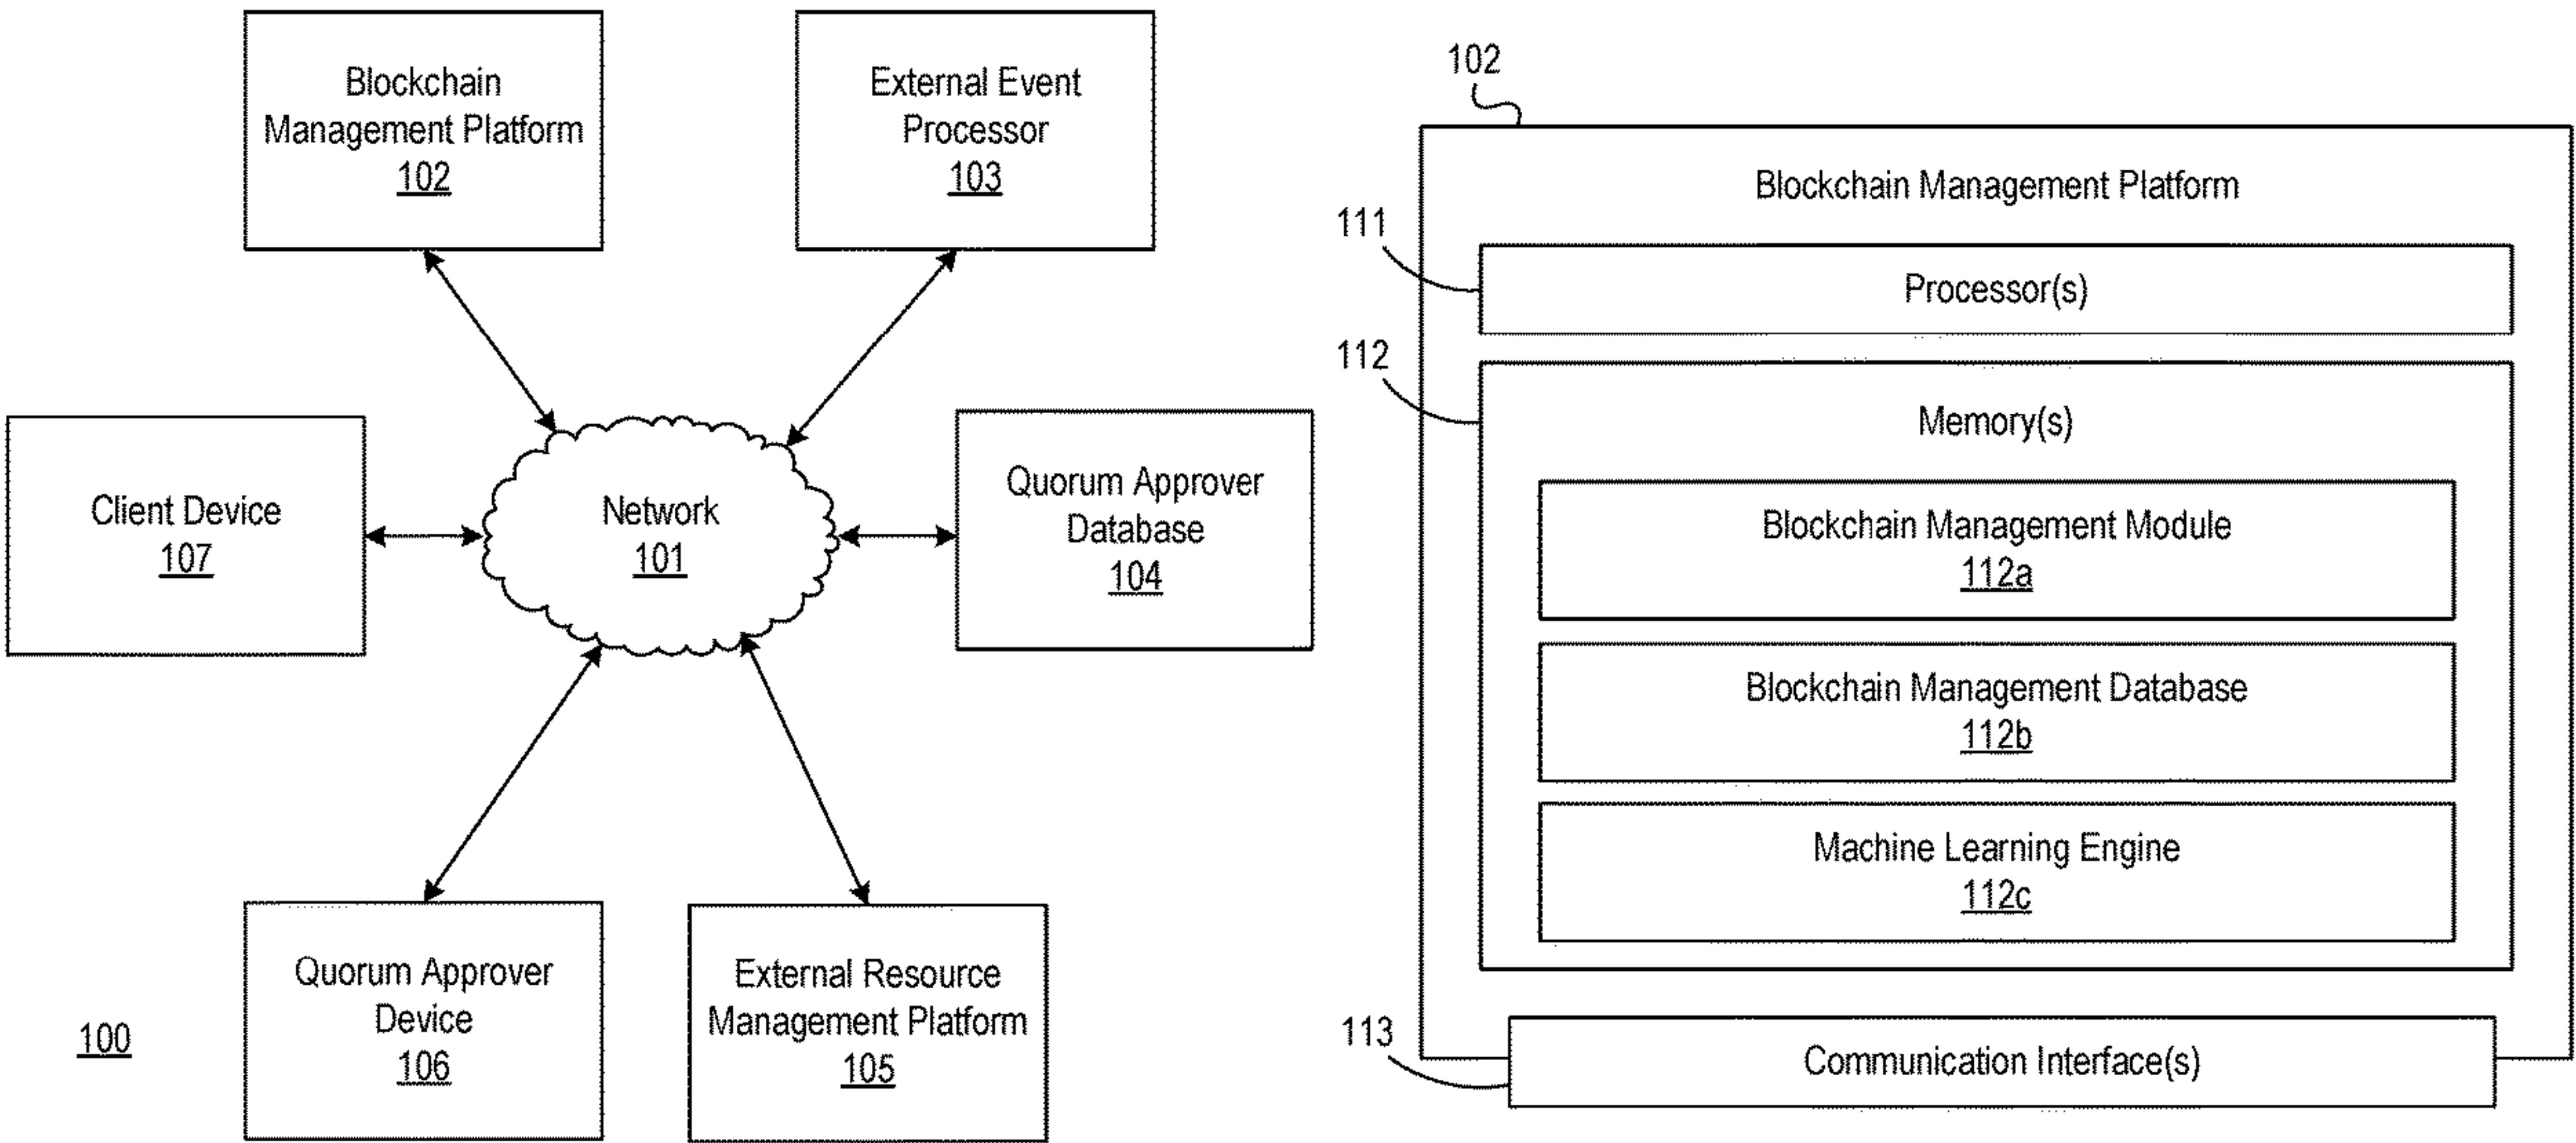 Blockchain
Management Platform
102
External Event
Processor
103
Client Device
107
Network
101
Quorum Approver
Database
104
Quorum Approver
Device
106
External Resource
Management Platform
105
100
102
Blockchain Management Platform
111
Processor(s)
112
Memory(s)
Blockchain Management Module
112a
Blockchain Management Database
112b
Machine Learning Engine
112c
113
Communication Interface(s)